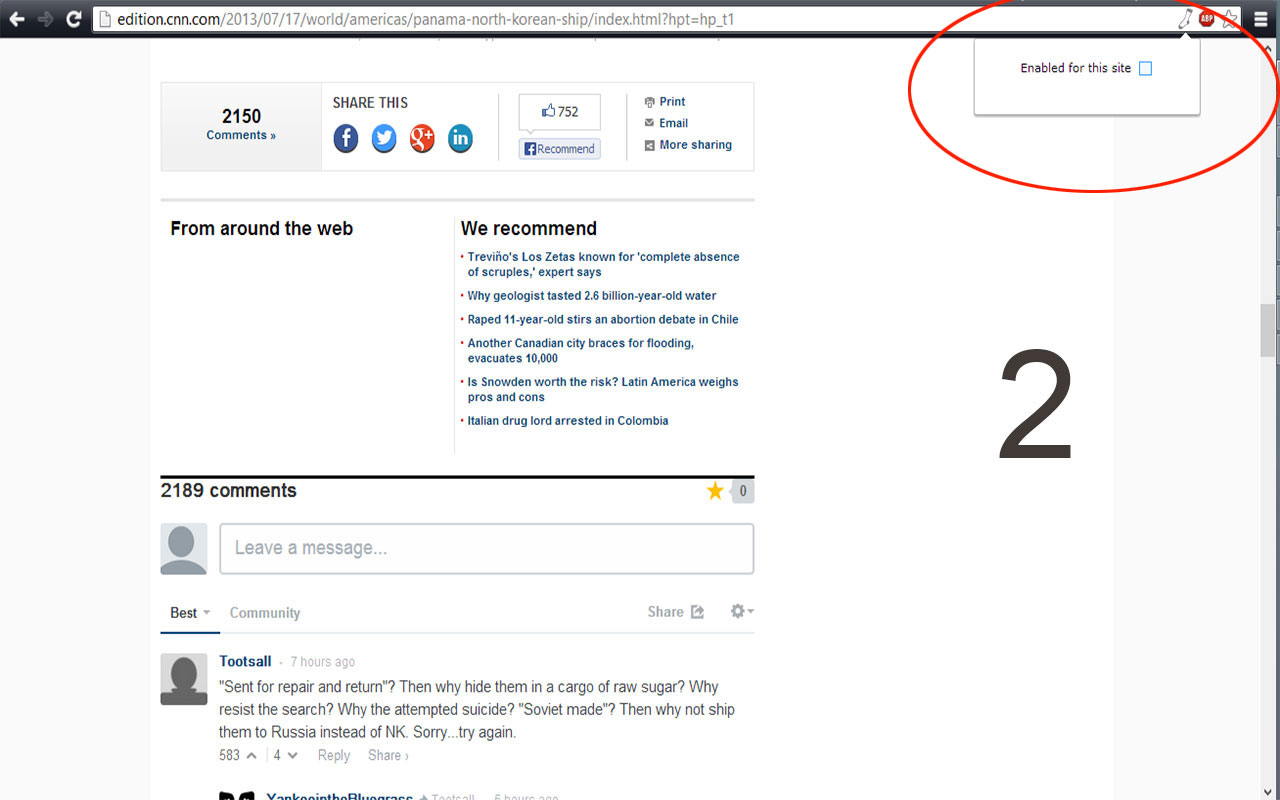 edition.cnn.com/2013/07/17/world/americas/panama-north-korean-ship/index.html?hpt=hp_t1
ABP
Enabled for this site
2150
Comments »
SHARE THIS
752
Recommend
Print
Email
More sharing
From around the web
We recommend
Treviño's Los Zetas known for 'complete absence
of scruples,' expert says
Why geologist tasted 2.6 billion-year-old water
Raped 11-year-old stirs an abortion debate in Chile
Another Canadian city braces for flooding,
evacuates 10,000
Is Snowden worth the risk? Latin America weighs
pros and cons
Italian drug lord arrested in Colombia
2
2189 comments
0
Leave a message...
Best
Community
Share
Tootsall · 7 hours ago
"Sent for repair and return"? Then why hide them in a cargo of raw sugar? Why
resist the search? Why the attempted suicide? "Soviet made"? Then why not ship
them to Russia instead of NK. Sorry...try again.
583 4 Reply Share ›
YankeeintheBluegrass Tootsall · 5 hours ago